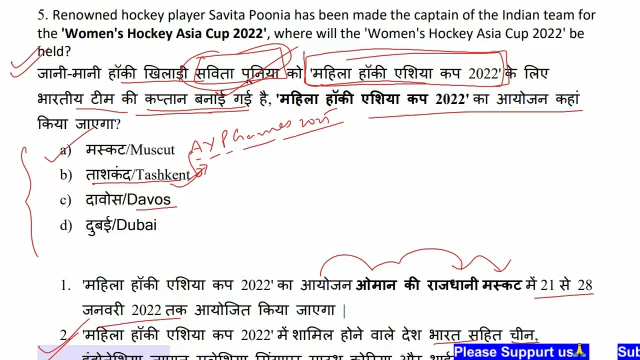 5. Renowned hockey player Savita Poonia has been made the captain of the Indian team for
the 'Women's Hockey Asia Cup 2022', where will the 'Women's Hockey Asia Cup 2022' be
held?
जानी-मानी हॉकी खिलाड़ी सविता पुनिया को 'महिला हॉकी एशिया कप 2022' के लिए
भारतीय टीम की कप्तान बनाई गई है, 'महिला हॉकी एशिया कप 2022' का आयोजन कहां
किया जाएगा?
a) मस्कट/Muscut
b) ताशकंद/Tashkent
c) दावोस/Davos
d) दुबई/Dubai
1. 'महिला हॉकी एशिया कप 2022' का आयोजन ओमान की राजधानी मस्कट में 21 से 28
जनवरी 2022 तक आयोजित किया जाएगा |
2. 'महिला हॉकी एशिया कप 2022' में शामिल होने वाले देश भारत सहित चीन,
Please Support us🙏 Sub